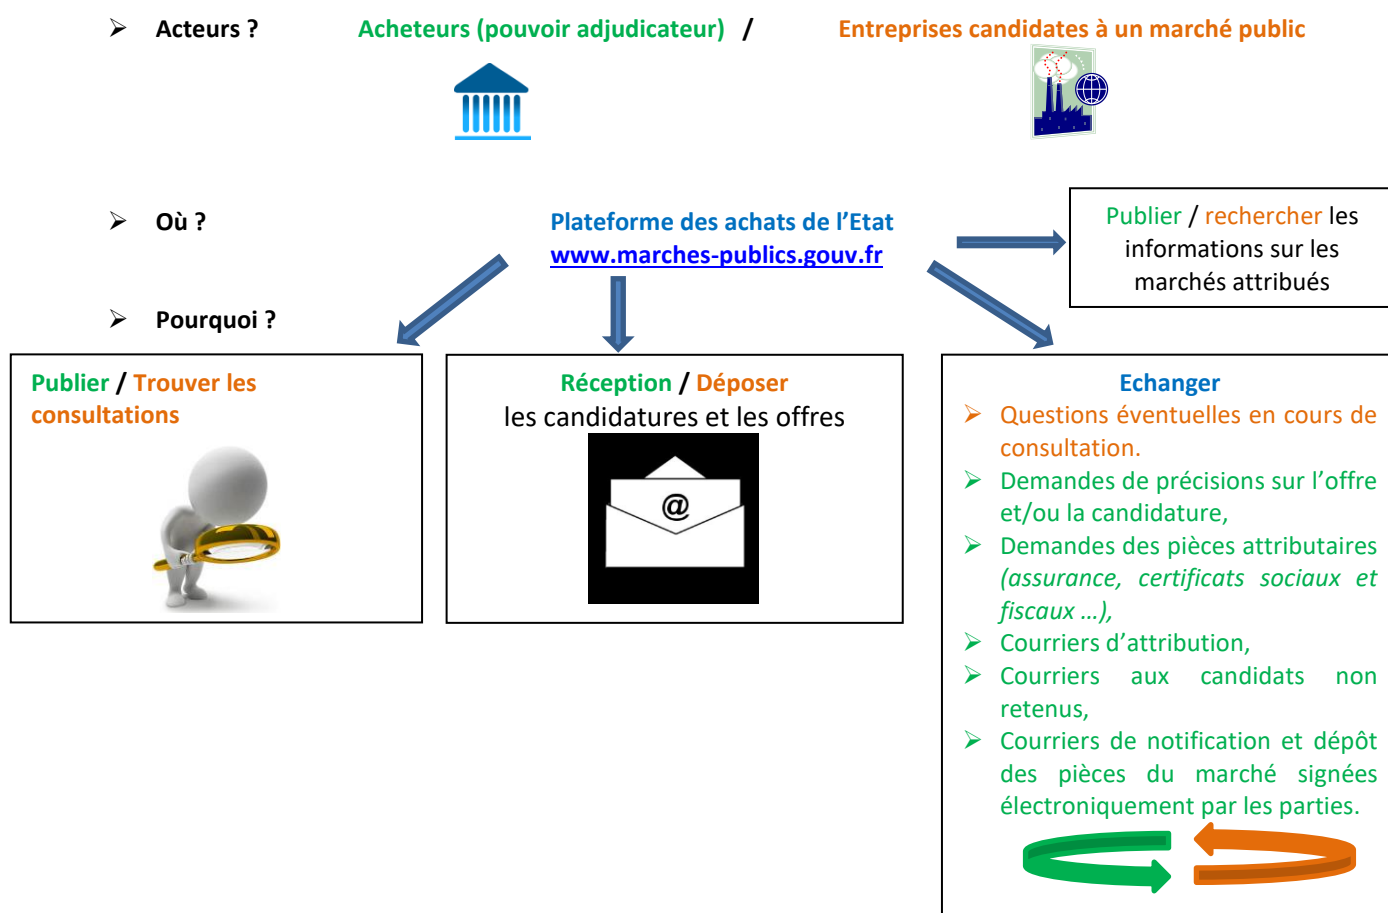 ➢ Acteurs ? Acheteurs (pouvoir adjudicateur) / Entreprises candidates à un marché public
➢ Où ?
Plateforme des achats de l’Etat
www.marches-publics.gouv.fr
Publier / rechercher les
informations sur les
marchés attribués
➢ Pourquoi ?
Publier / Trouver les
consultations
Réception / Déposer
les candidatures et les offres
@
Echanger
➢ Questions éventuelles en cours de
consultation.
➢ Demandes de précisions sur l’offre
et/ou la candidature,
➢ Demandes des pièces attributaires
(assurance, certificats sociaux et
fiscaux …),
➢ Courriers d’attribution,
➢ Courriers aux candidats non
retenus,
➢ Courriers de notification et dépôt
des pièces du marché signées
électroniquement par les parties.